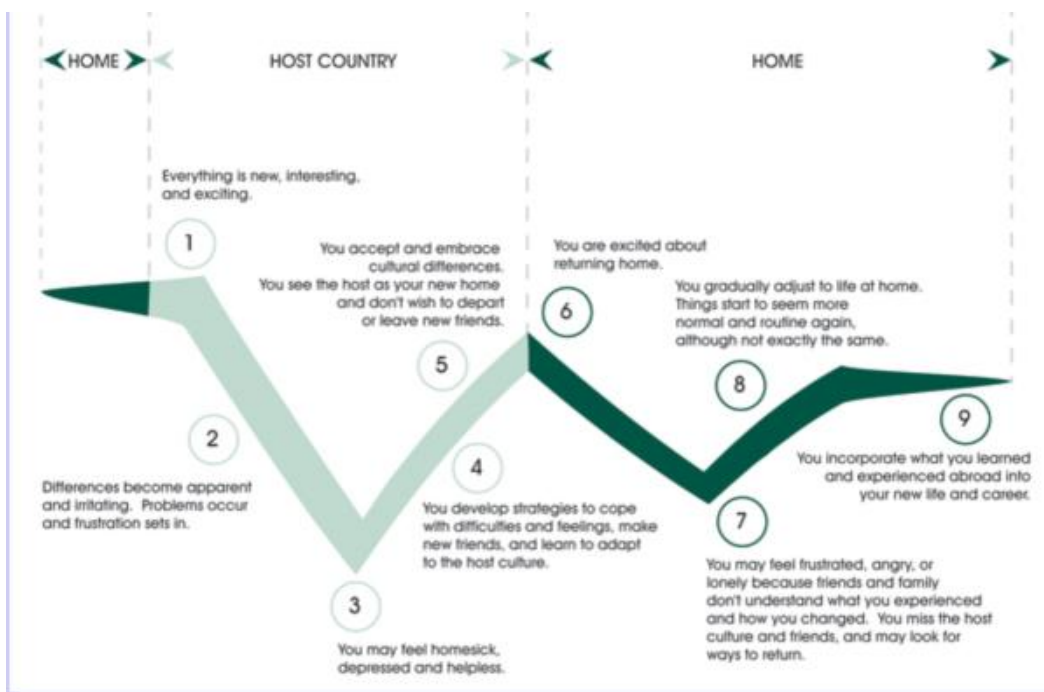 HOME
HOST COUNTRY
HOME
Everything is new, interesting,
and exciting.
1
You accept and embrace
cultural differences.
You see the host as your new home
and don't wish to depart
or leave new friends.
5
You are excited about
returning home.
6
You gradually adjust to life at home.
Things start to seem more
normal and routine again,
although not exactly the same.
8
2
Differences become apparent
and irritating. Problems occur
and frustration sets in.
4
You develop strategies to cope
with difficulties and feelings, make
new friends, and learn to adapt
to the host culture.
9
You incorporate what you learned
and experienced abroad into
your new life and career.
3
You may feel homesick,
depressed and helpless.
7
You may feel frustrated, angry, or
lonely because friends and family
don't understand what you experienced
and how you changed. You miss the host
culture and friends, and may look for
ways to return.